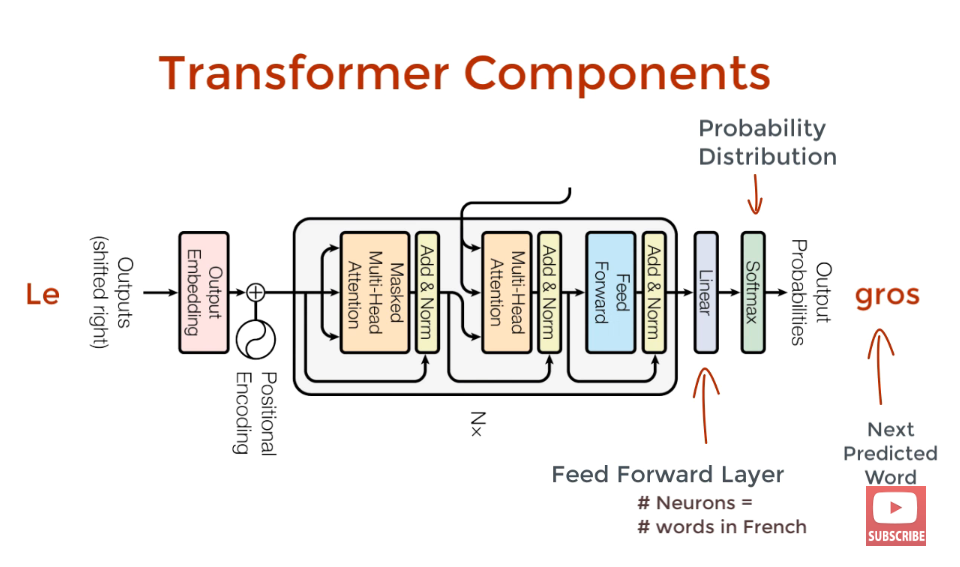 Transformer Components
Probability
Distribution
Le
Outputs
(shifted right)
Output
Embedding
Positional
Encoding
Masked
Multi-Head
Attention
Add & Norm
Multi-Head
Attention
Add & Norm
Feed
Forward
Add & Norm
Nx
Linear
Softmax
Output
Probabilities
gros
Feed Forward Layer
# Neurons =
# words in French
Next
Predicted
Word
SUBSCRIBE